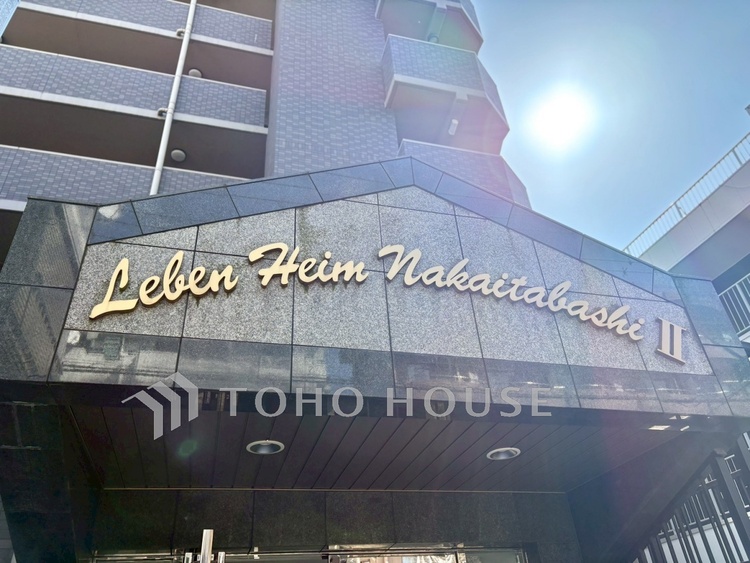 Leben Heim Nakaitabashi II
TOHO HOUSE